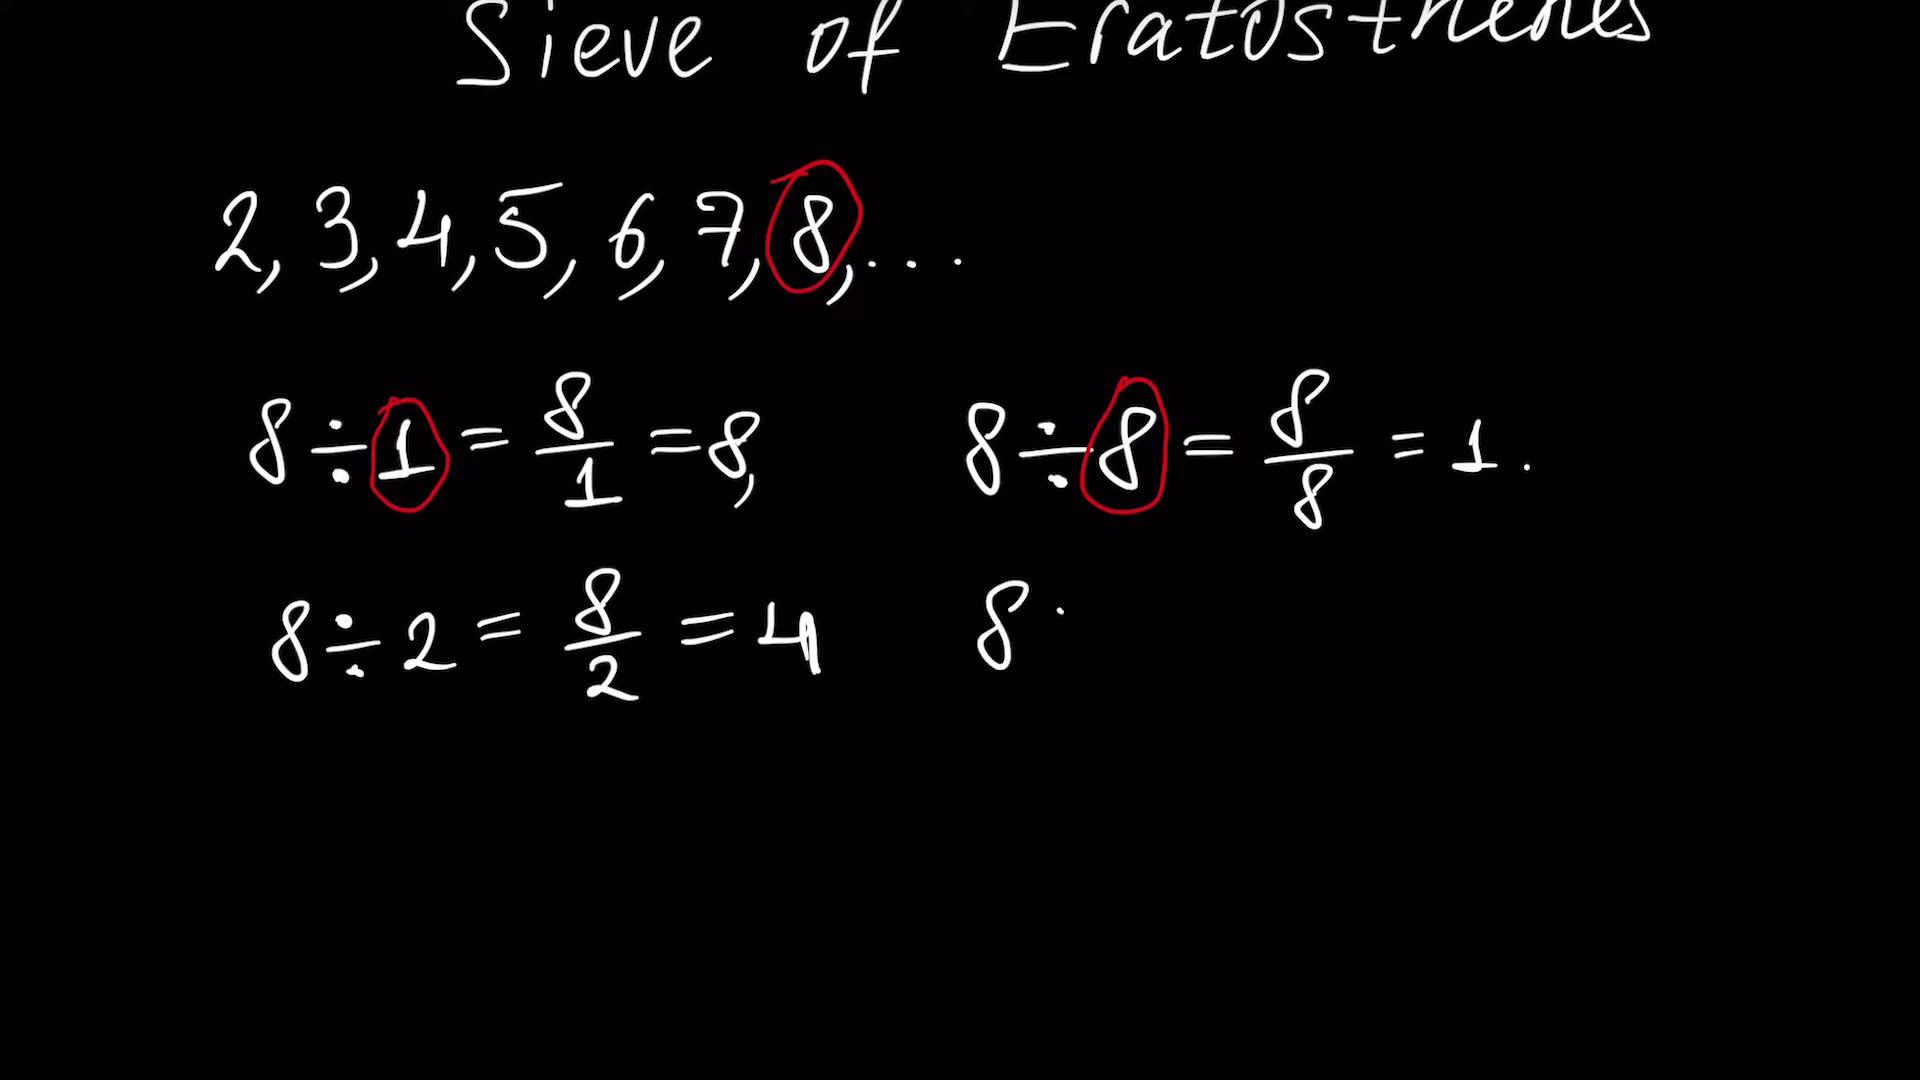 Sieve of Eratosthenes
2, 3, 4, 5, 6, 7, 8, ...
8 ÷ 1 = 8/1 = 8, 8 ÷ 8 = 8/8 = 1.
8 ÷ 2 = 8/2 = 4 8 ·